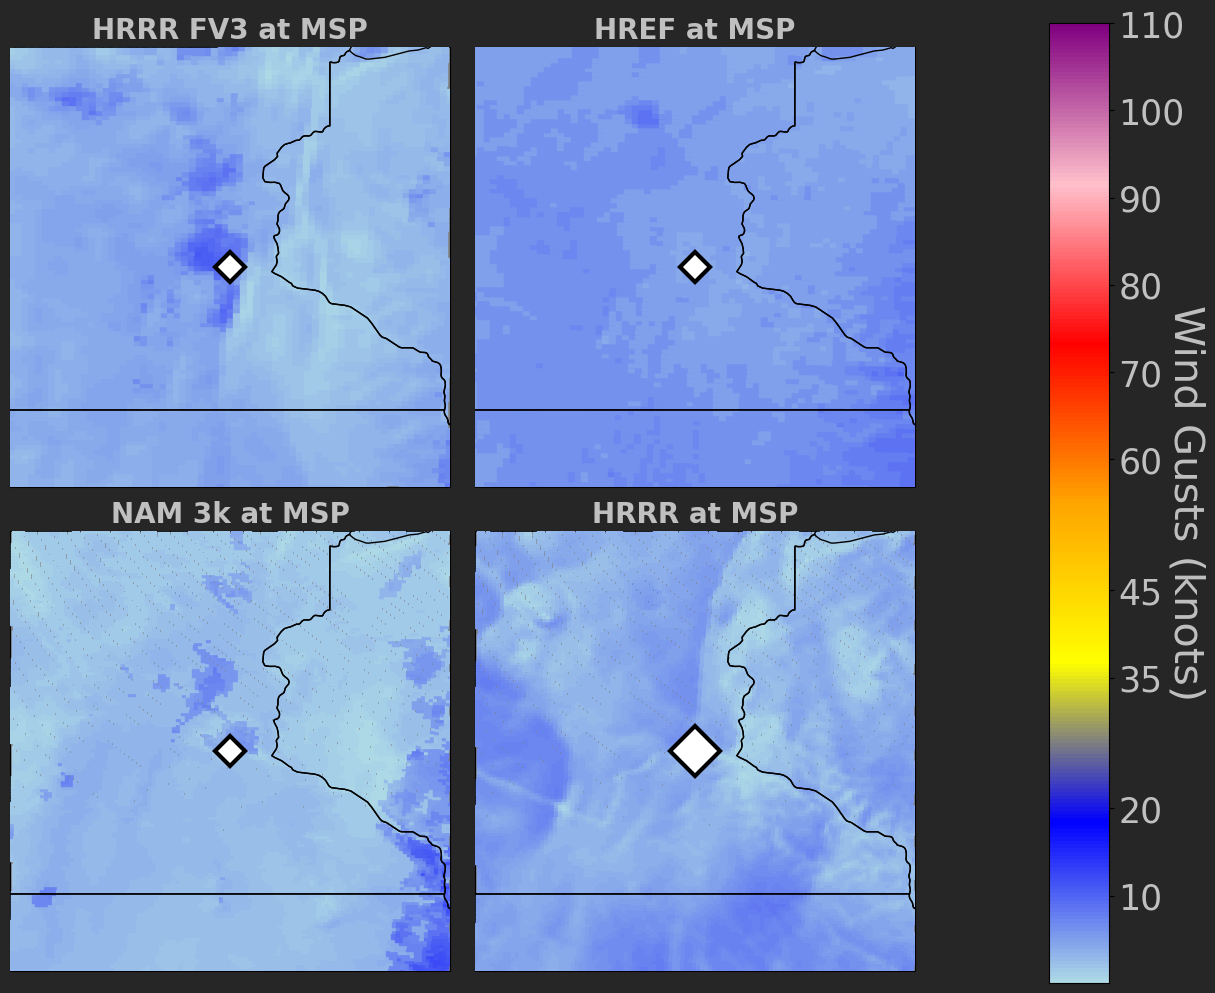 HRRR FV3 at MSP
HREF at MSP
NAM 3k at MSP
HRRR at MSP
110
100
90
80
70
60
45
35
20
10
Wind Gusts (knots)